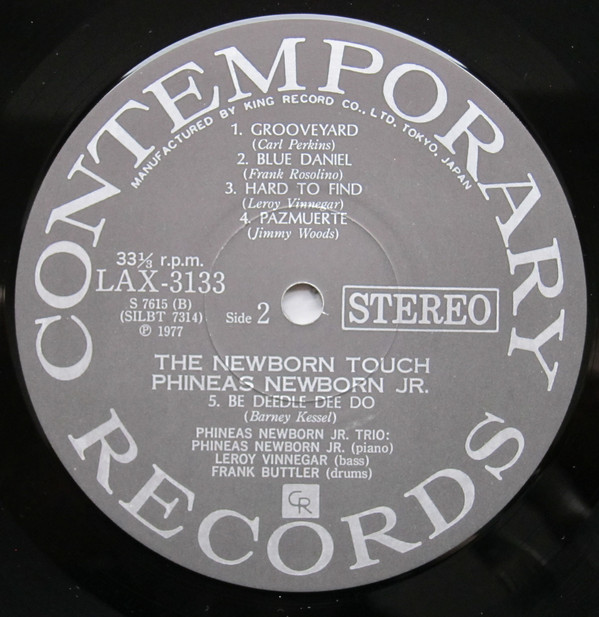 CONTEMPORARY
MANUFACTURED BY KING RECORD CO., LTD. TOKYO. JAPAN
1. GROOVEYARD
(Carl Perkins)
2. BLUE DANIEL
(Frank Rosolino)
3. HARD TO FIND
(Leroy Vinnegar)
4. PAZMUERTE
(Jimmy Woods)
33⅓ r.p.m.
LAX-3133
S 7615 (B)
(SILBT 7314)
℗ 1977
Side 2
STEREO
THE NEWBORN TOUCH
PHINEAS NEWBORN JR.
5. BE DEEDLE DEE DO
(Barney Kessel)
PHINEAS NEWBORN JR. TRIO:
PHINEAS NEWBORN JR. (piano)
LEROY VINNEGAR (bass)
FRANK BUTTLER (drums)
CR
RECORDS